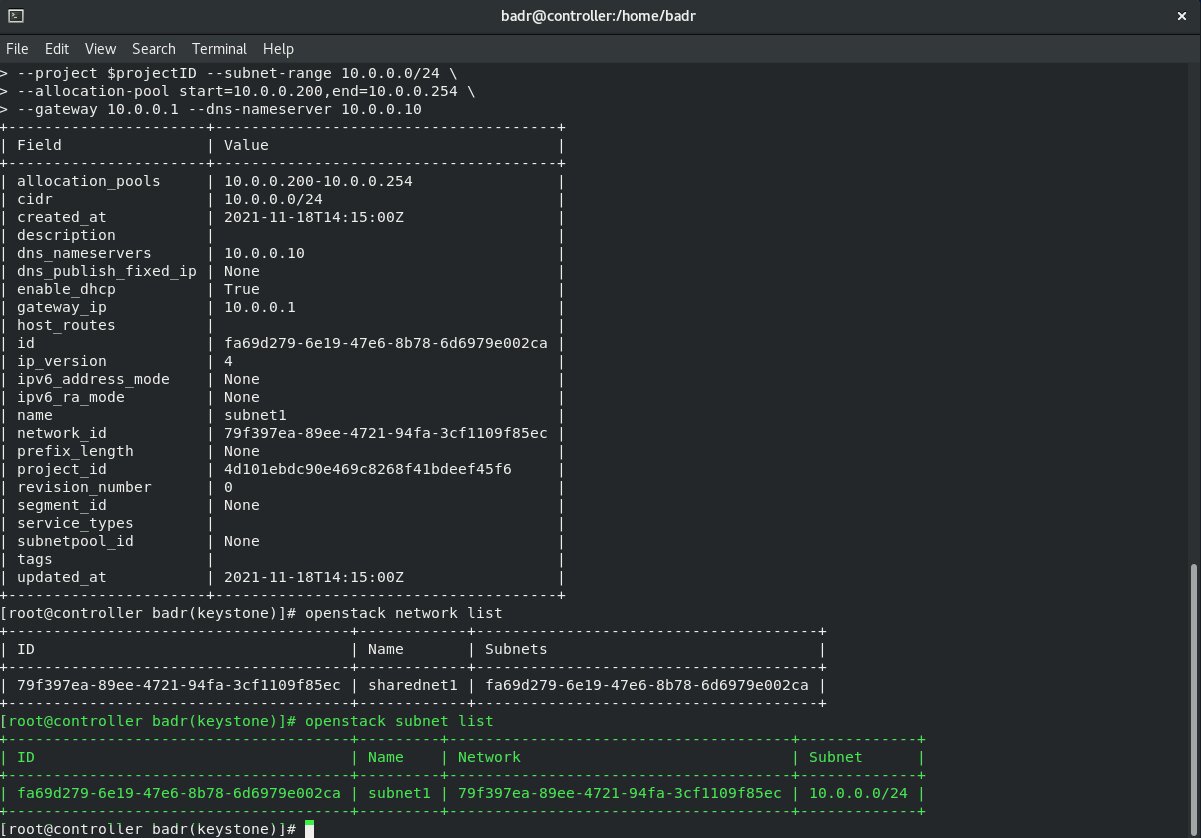 badr@controller:/home/badr
File Edit View Search Terminal Help
> --project $projectID --subnet-range 10.0.0.0/24 \
> --allocation-pool start=10.0.0.200,end=10.0.0.254 \
> --gateway 10.0.0.1 --dns-nameserver 10.0.0.10
+----------------------+--------------------------------------+
| Field                | Value                                |
+----------------------+--------------------------------------+
| allocation_pools     | 10.0.0.200-10.0.0.254                |
| cidr                 | 10.0.0.0/24                          |
| created_at           | 2021-11-18T14:15:00Z                 |
| description          |                                      |
| dns_nameservers      | 10.0.0.10                            |
| dns_publish_fixed_ip | None                                 |
| enable_dhcp          | True                                 |
| gateway_ip           | 10.0.0.1                             |
| host_routes          |                                      |
| id                   | fa69d279-6e19-47e6-8b78-6d6979e002ca |
| ip_version           | 4                                    |
| ipv6_address_mode    | None                                 |
| ipv6_ra_mode         | None                                 |
| name                 | subnet1                              |
| network_id           | 79f397ea-89ee-4721-94fa-3cf1109f85ec |
| prefix_length        | None                                 |
| project_id           | 4d101ebdc90e469c8268f41bdeef45f6     |
| revision_number      | 0                                    |
| segment_id           | None                                 |
| service_types        |                                      |
| subnetpool_id        | None                                 |
| tags                 |                                      |
| updated_at           | 2021-11-18T14:15:00Z                 |
+----------------------+--------------------------------------+
[root@controller badr(keystone)]# openstack network list
+--------------------------------------+------------+--------------------------------------+
| ID                                   | Name       | Subnets                              |
+--------------------------------------+------------+--------------------------------------+
| 79f397ea-89ee-4721-94fa-3cf1109f85ec | sharednet1 | fa69d279-6e19-47e6-8b78-6d6979e002ca |
+--------------------------------------+------------+--------------------------------------+
[root@controller badr(keystone)]# openstack subnet list
+--------------------------------------+---------+--------------------------------------+-------------+
| ID                                   | Name    | Network                              | Subnet      |
+--------------------------------------+---------+--------------------------------------+-------------+
| fa69d279-6e19-47e6-8b78-6d6979e002ca | subnet1 | 79f397ea-89ee-4721-94fa-3cf1109f85ec | 10.0.0.0/24 |
+--------------------------------------+---------+--------------------------------------+-------------+
[root@controller badr(keystone)]#